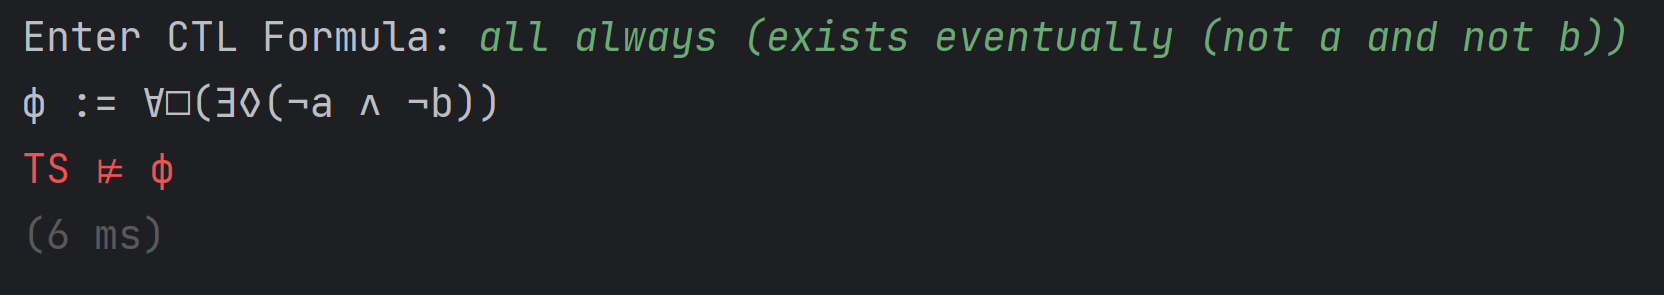 Enter CTL Formula: all always (exists eventually (not a and not b))
ϕ := ∀□(∃◊(¬a ∧ ¬b))
TS ⊭ ϕ
(6 ms)